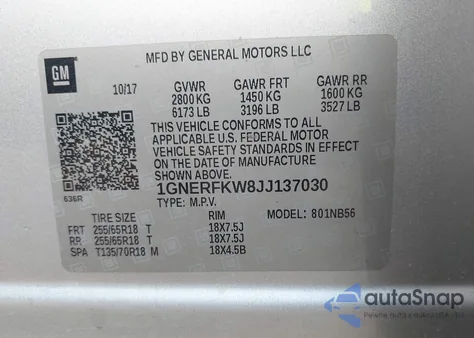 GM
MFD BY GENERAL MOTORS LLC
10/17 GVWR GAWR FRT GAWR RR
2800 KG 1450 KG 1600 KG
6173 LB 3196 LB 3527 LB
THIS VEHICLE CONFORMS TO ALL
APPLICABLE U.S. FEDERAL MOTOR
VEHICLE SAFETY STANDARDS IN EFFECT
ON THE DATE OF MANUFACTURE
SHOWN ABOVE.
1GNERFKW8JJ137030
636R
TYPE: M.P.V.
TIRE SIZE RIM MODEL: 801NB56
FRT 255/65R18 T 18X7.5J
RR 255/65R18 T 18X7.5J
SPA T135/70R18 M 18X4.5B
autoSnap